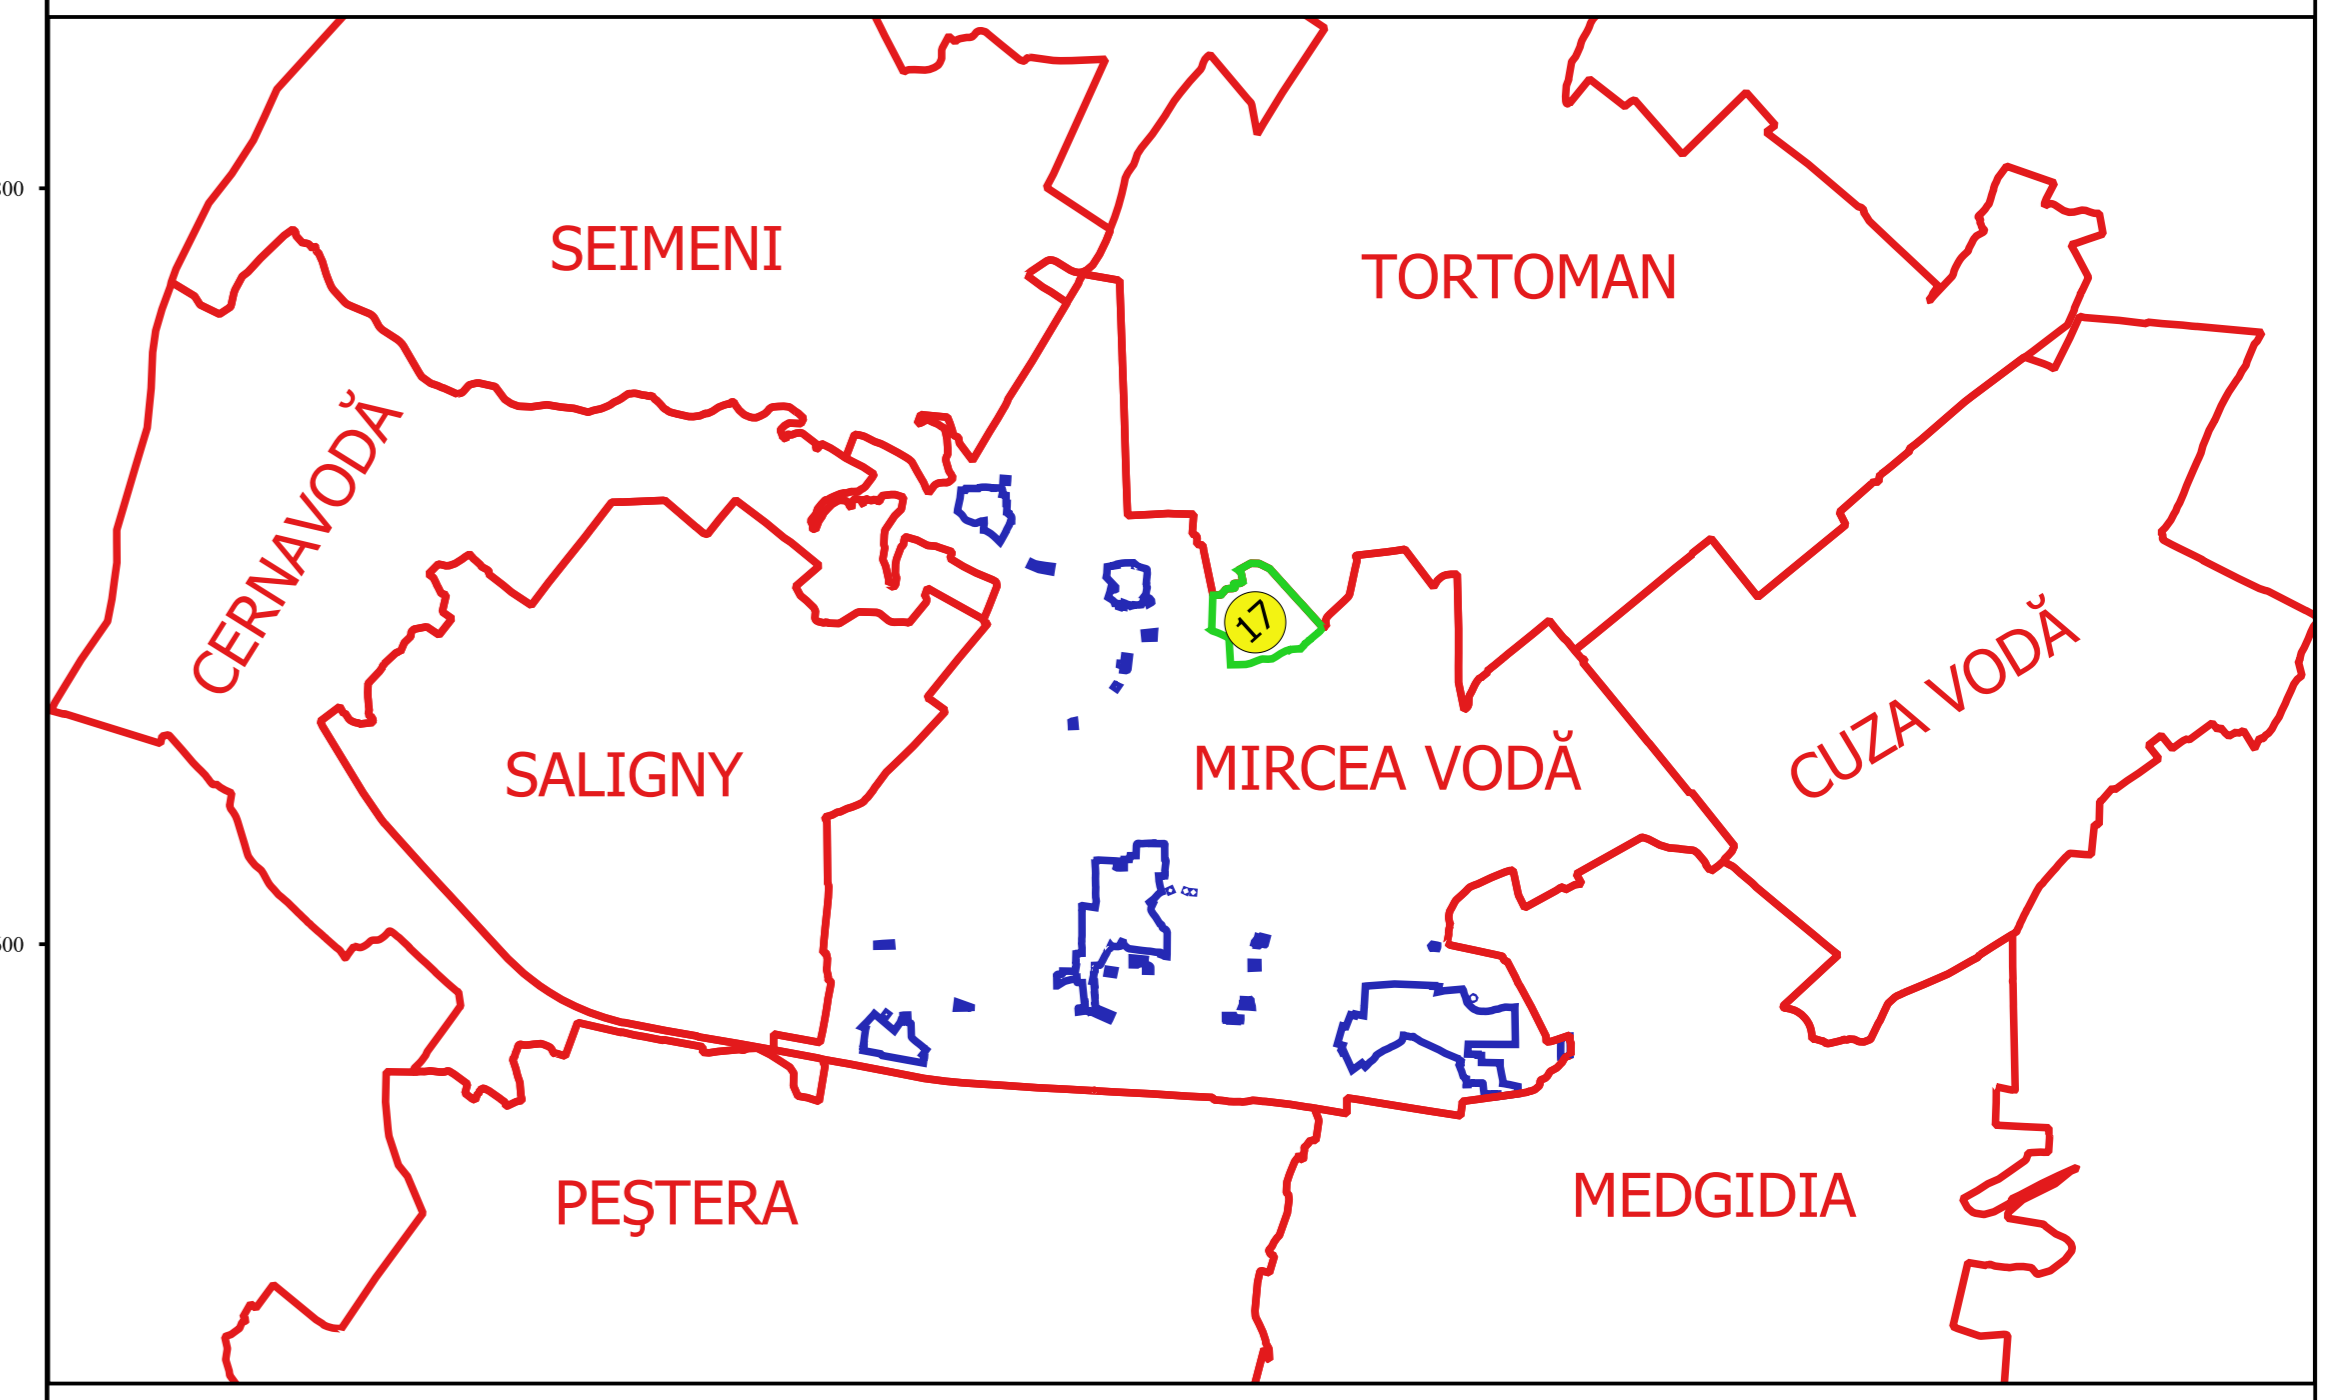 SEIMENI
TORTOMAN
CERNAVODĂ
17
CUZA VODĂ
SALIGNY
MIRCEA VODĂ
PEŞTERA
MEDGIDIA